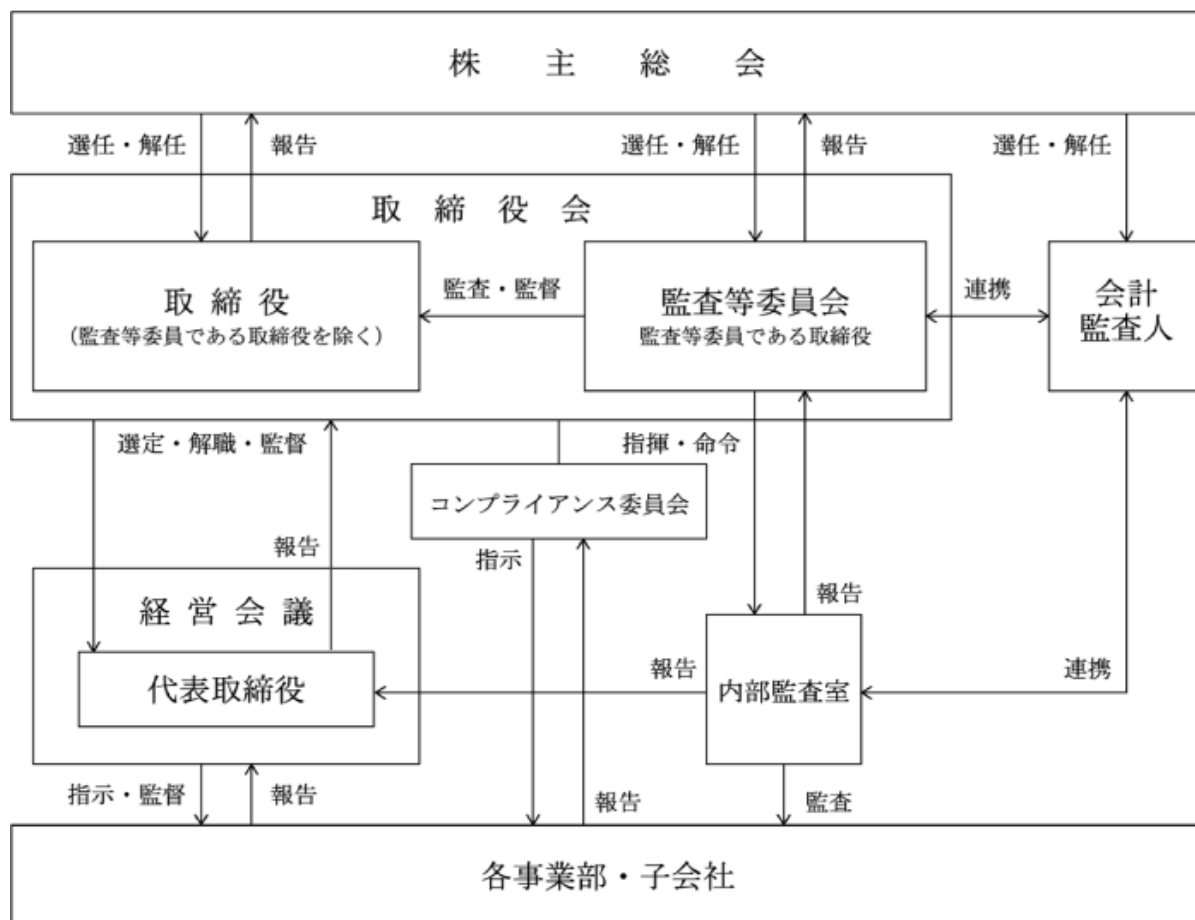 株主総会
選任・解任
報告
選任・解任
報告
選任・解任
取締役会
取締役
（監査等委員である取締役を除く）
監査・監督
監査等委員会
監査等委員である取締役
連携
会計
監査人
選定・解職・監督
報告
指揮・命令
コンプライアンス委員会
指示
報告
経営会議
代表取締役
報告
内部監査室
連携
指示・監督
報告
報告
監査
各事業部・子会社